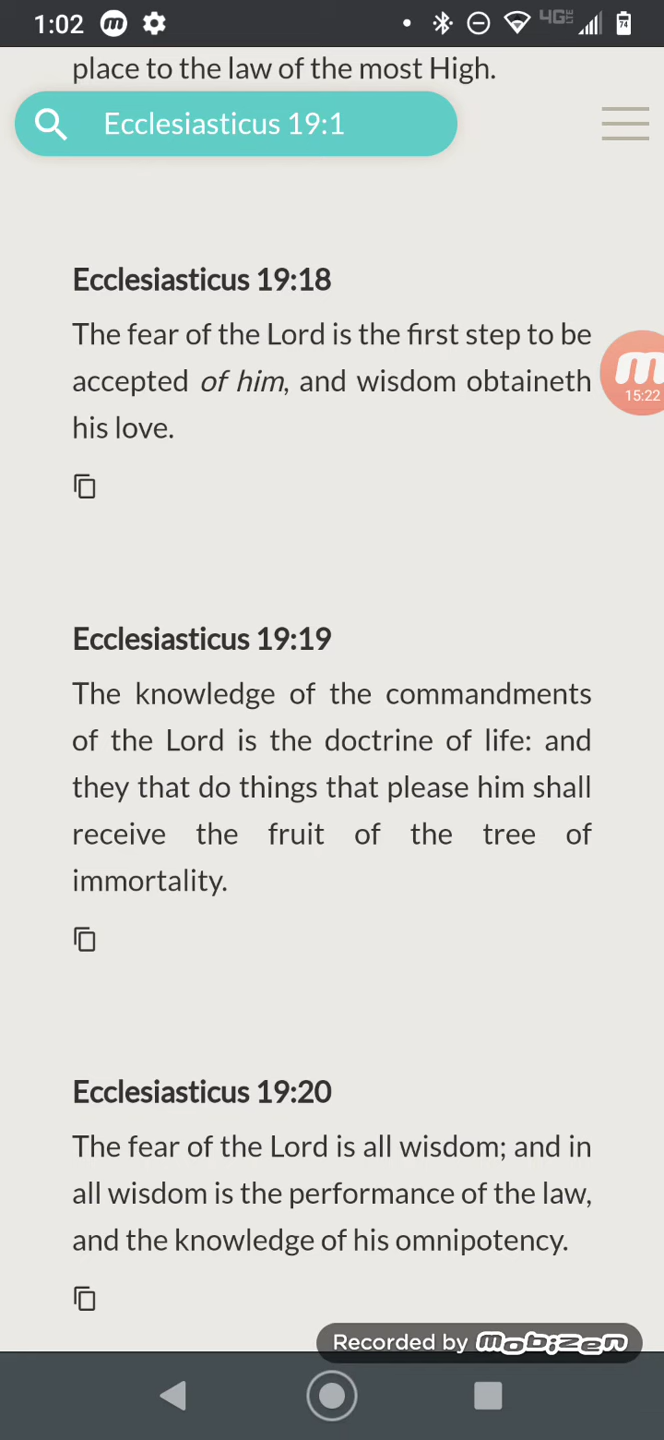 1:02 m 4G LTE 74
place to the law of the most High.
Ecclesiasticus 19:1
Ecclesiasticus 19:18
The fear of the Lord is the first step to be
accepted of him, and wisdom obtaineth
his love.
m
15:22
Ecclesiasticus 19:19
The knowledge of the commandments
of the Lord is the doctrine of life: and
they that do things that please him shall
receive the fruit of the tree of
immortality.
Ecclesiasticus 19:20
The fear of the Lord is all wisdom; and in
all wisdom is the performance of the law,
and the knowledge of his omnipotency.
Recorded by mobizen